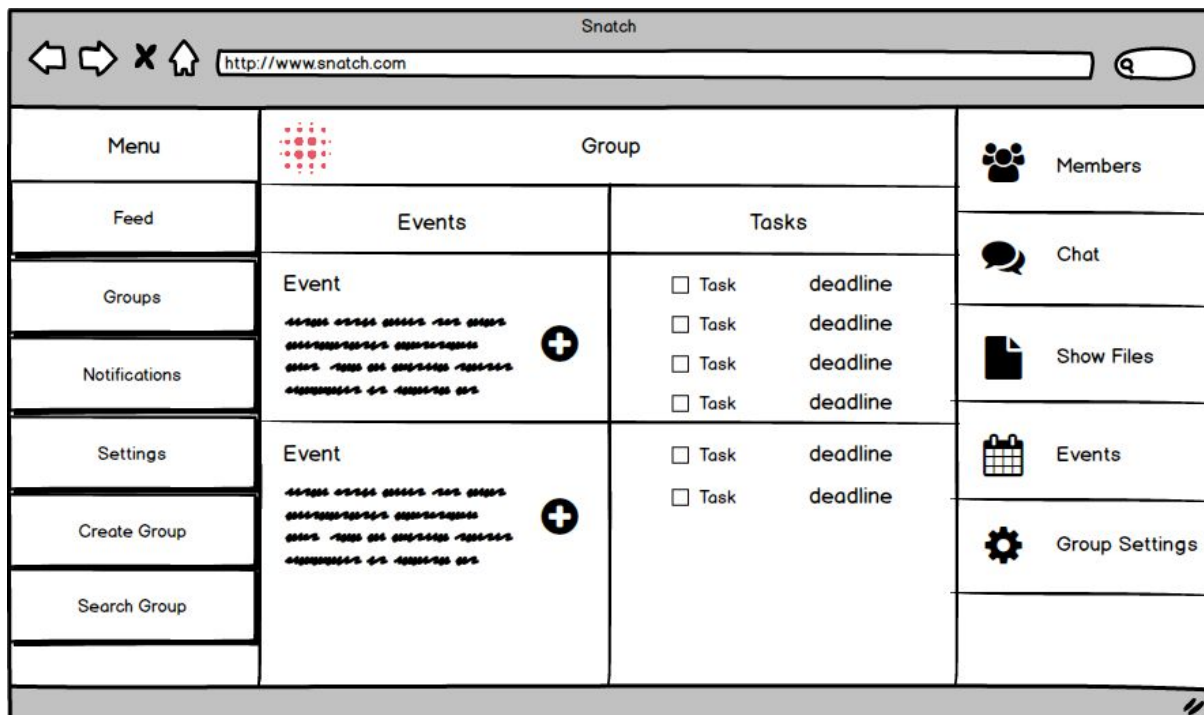 Snatch
http://www.snatch.com
Menu
Feed
Groups
Notifications
Settings
Create Group
Search Group
Group
Events
Tasks
Event
Task deadline
Task deadline
Task deadline
Task deadline
Event
Task deadline
Task deadline
Members
Chat
Show Files
Events
Group Settings